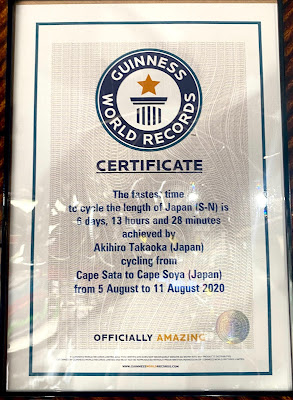 GUINNESS
WORLD RECORDS
CERTIFICATE
The fastest time
to cycle the length of Japan (S-N) is
6 days, 13 hours and 28 minutes
achieved by
Akihiro Takaoka (Japan)
cycling from
Cape Sata to Cape Soya (Japan)
from 5 August to 11 August 2020
OFFICIALLY AMAZING
WWW.GUINNESSWORLDRECORDS.COM